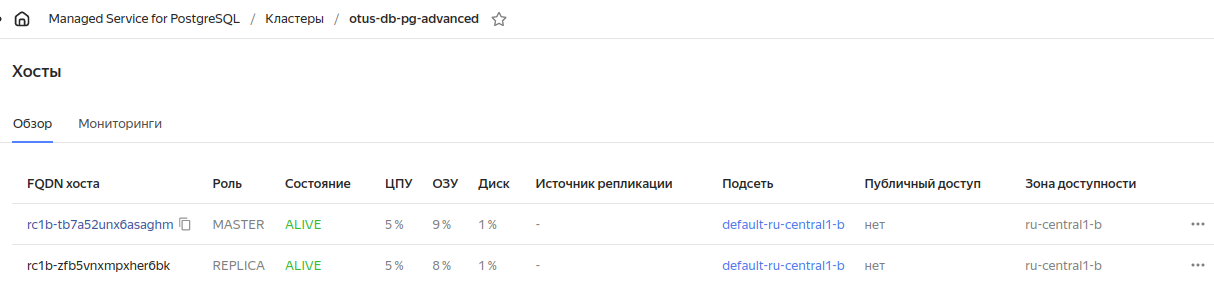 Managed Service for PostgreSQL / Кластеры / otus-db-pg-advanced
Хосты
Обзор Мониторинги
FQDN хоста Роль Состояние ЦПУ ОЗУ Диск Источник репликации Подсеть Публичный доступ Зона доступности
rc1b-tb7a52unx6asaghm MASTER ALIVE 5 % 9 % 1 % - default-ru-central1-b нет ru-central1-b
rc1b-zfb5vnxmpxher6bk REPLICA ALIVE 5 % 8 % 1 % - default-ru-central1-b нет ru-central1-b